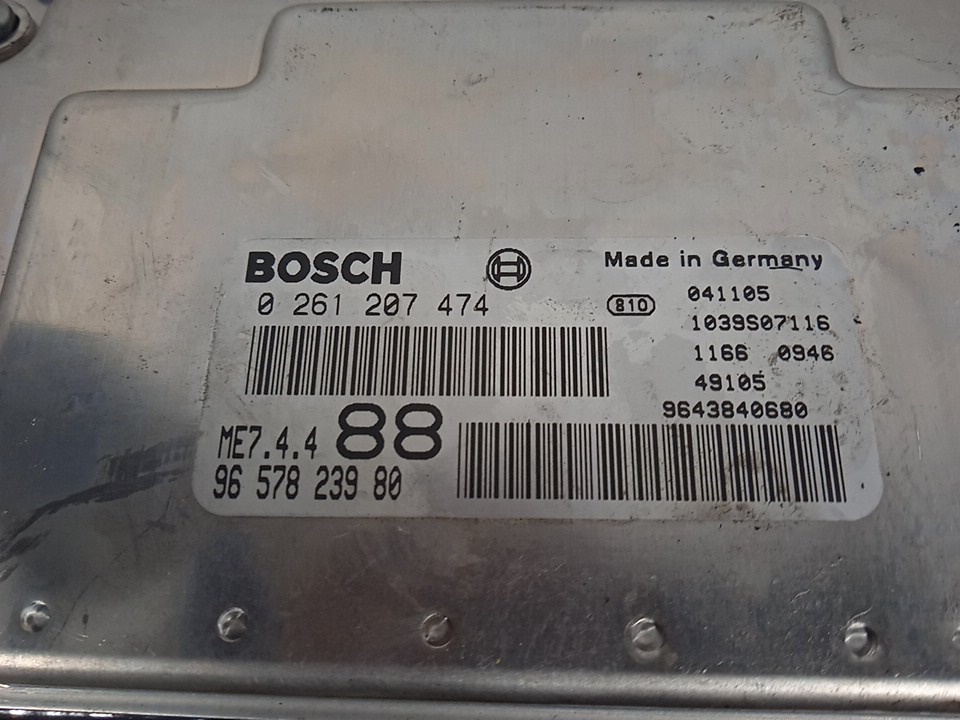 BOSCH
Made in Germany
0 261 207 474
810
041105
1039S07116
1166 0946
49105
9643840680
ME7.4.4 88
96 578 239 80